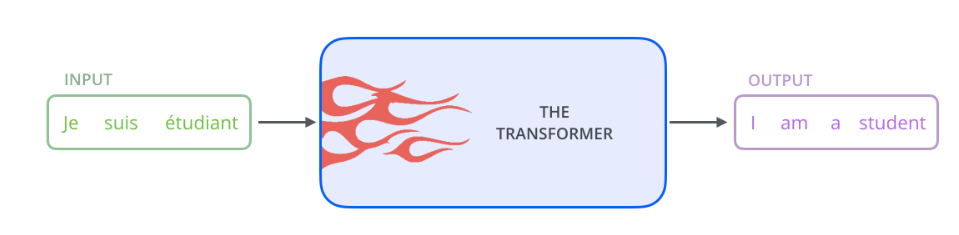 INPUT
Je suis étudiant
THE
TRANSFORMER
OUTPUT
I am a student